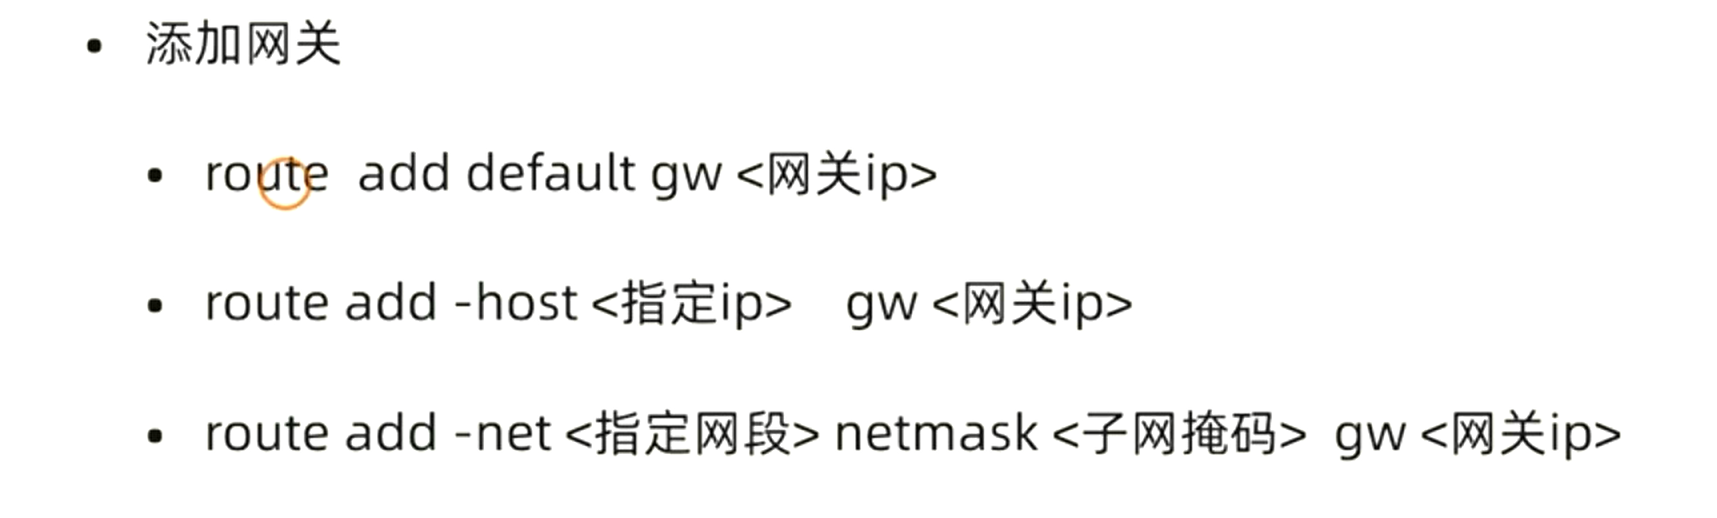 • 添加网关
• route  add default gw <网关ip>
• route add -host <指定ip>    gw <网关ip>
• route add -net <指定网段> netmask <子网掩码>  gw <网关ip>